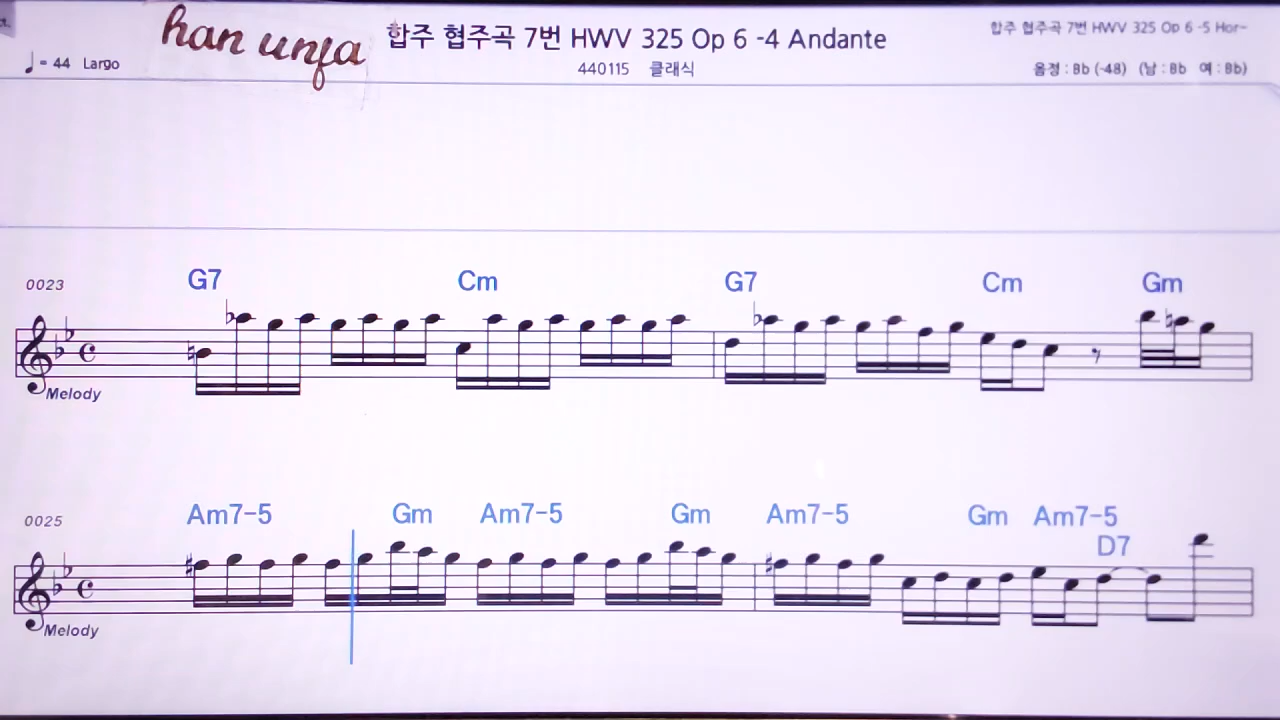 han unfa
합주 협주곡 7번 HWV 325 Op 6 -4 Andante
합주 협주곡 7번 HWV 325 Op 6 -5 Hor~
♩= 44 Largo
440115 클래식
음정 : Bb (-48) (남 : Bb 여 : Bb)
0023
G7 Cm G7 Cm Gm
Melody
0025
Am7-5 Gm Am7-5 Gm Am7-5 Gm Am7-5
D7
Melody